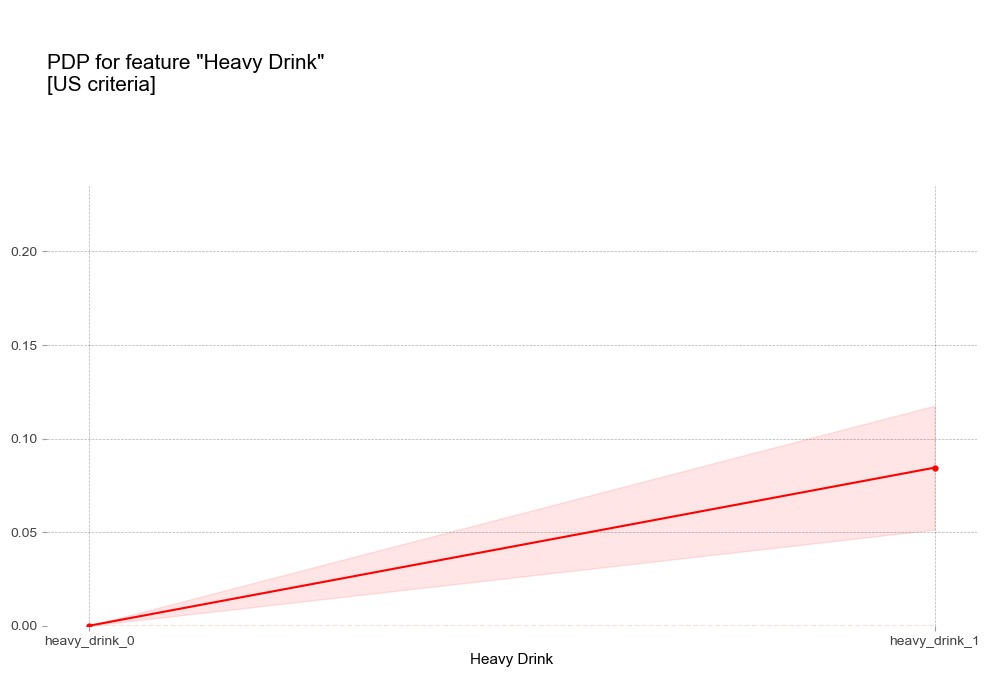 PDP for feature "Heavy Drink"
[US criteria]
0.20
0.15
0.10
0.05
0.00
heavy_drink_0 heavy_drink_1
Heavy Drink